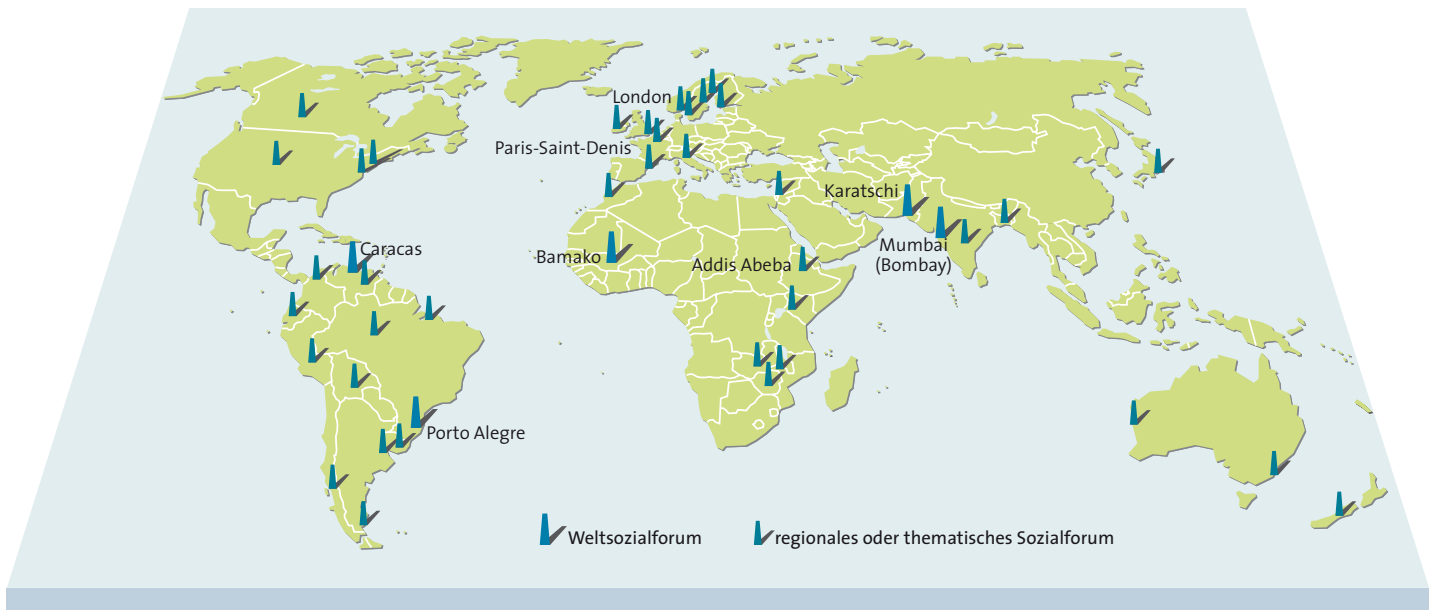 London
Paris-Saint-Denis
Karatschi
Caracas
Mumbai
(Bombay)
Bamako
Addis Abeba
Porto Alegre
Weltsozialforum
regionales oder thematisches Sozialforum